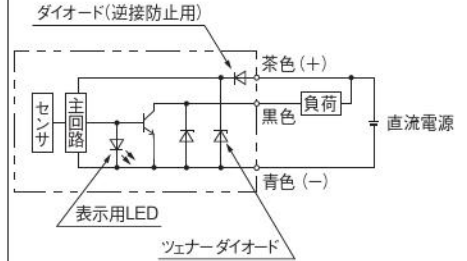 ダイオード(逆接防止用)
茶色(+)
センサ
主回路
負荷
黒色
直流電源
青色(−)
表示用LED
ツェナーダイオード